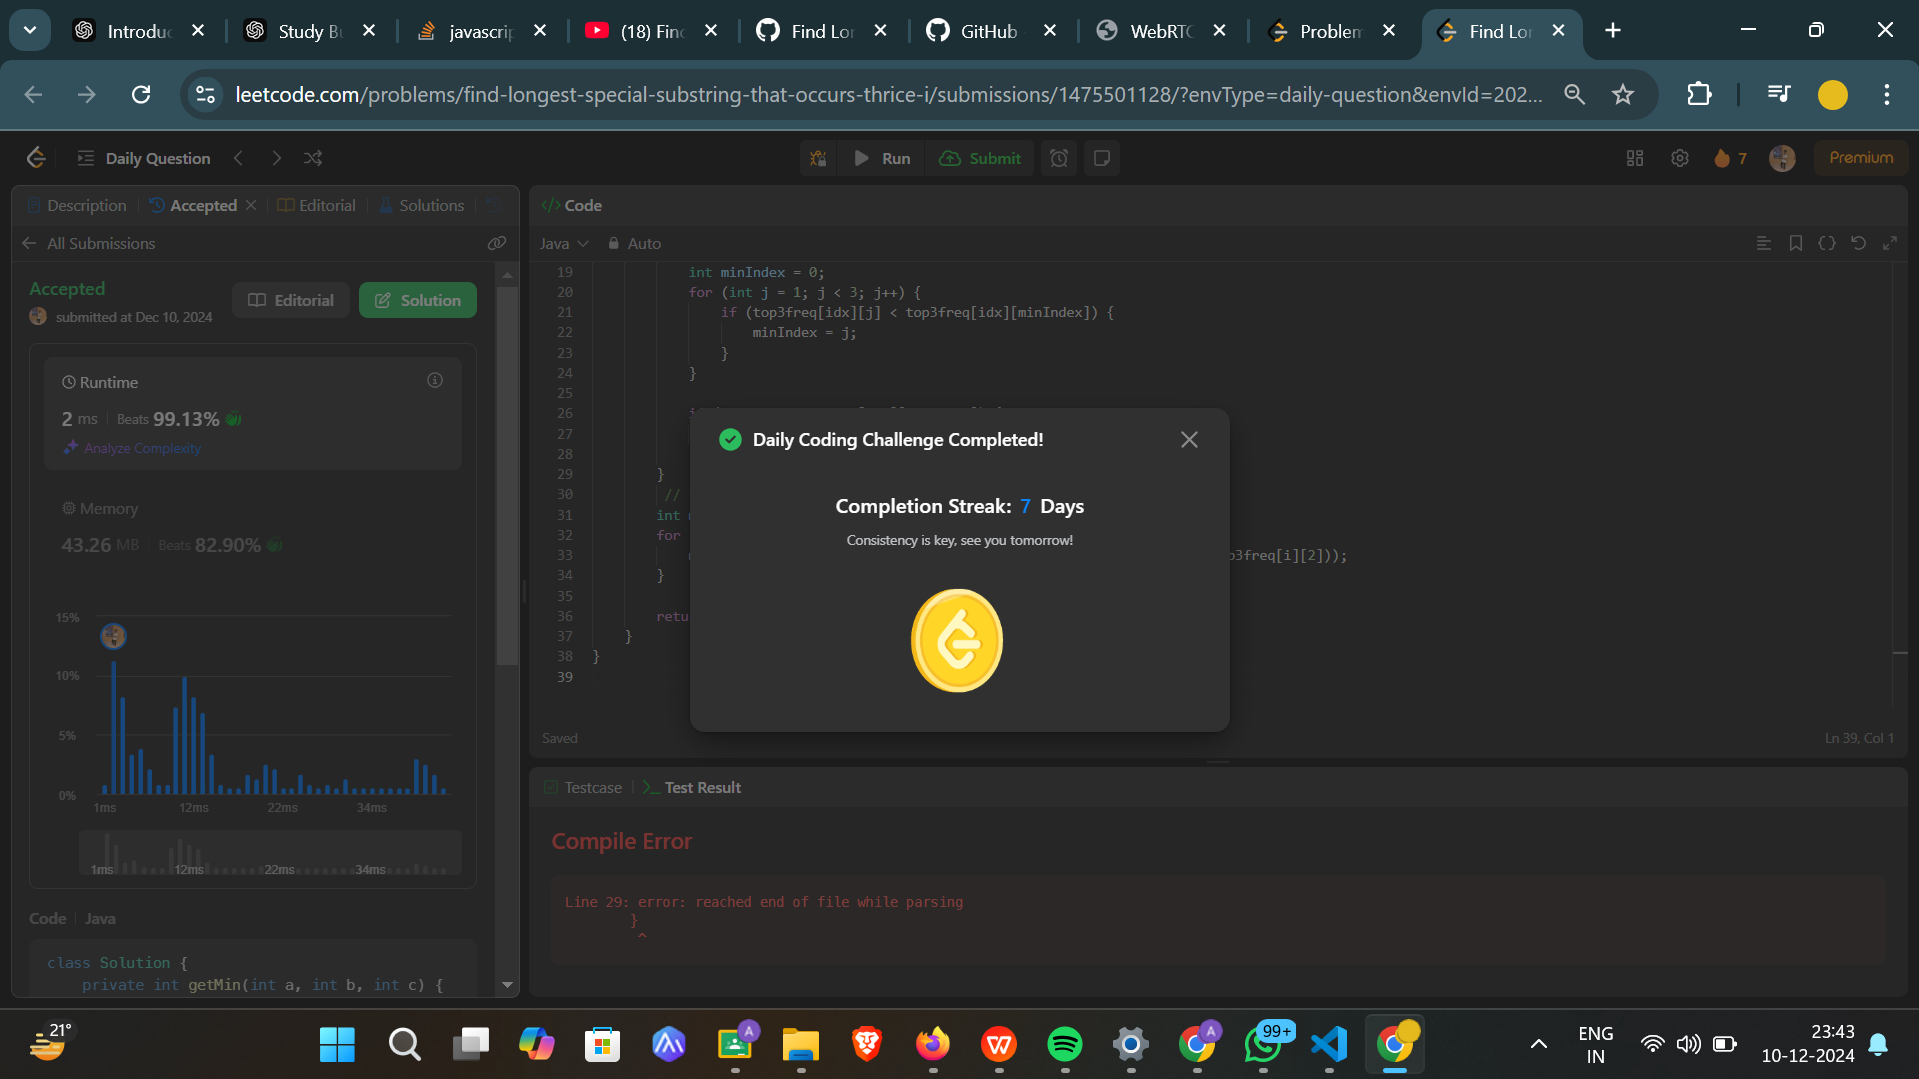 Introduc
Study Bu
javascrip
(18) Find
Find Lon
GitHub
WebRTC
Problem
Find Lon
leetcode.com/problems/find-longest-special-substring-that-occurs-thrice-i/submissions/1475501128/?envType=daily-question&envId=202...
Daily Question
Run
Submit
7
Premium
Description
Accepted
Editorial
Solutions
</> Code
All Submissions
Java
Auto
Accepted
submitted at Dec 10, 2024
Editorial
Solution
Runtime
2 ms
Beats 99.13%
Analyze Complexity
Memory
43.26 MB
Beats 82.90%
15%
10%
5%
0%
1ms 12ms 22ms 34ms
1ms 12ms 22ms 34ms
Code | Java
class Solution {
private int getMin(int a, int b, int c) {
19 int minIndex = 0;
20 for (int j = 1; j < 3; j++) {
21 if (top3freq[idx][j] < top3freq[idx][minIndex]) {
22 minIndex = j;
23 }
24 }
25
26
27
28
29 }
30 //
31 int
32 for
33 p3freq[i][2]));
34 }
35
36 retu
37 }
38 }
39
Daily Coding Challenge Completed!
Completion Streak: 7 Days
Consistency is key, see you tomorrow!
Saved
Ln 39, Col 1
Testcase
Test Result
Compile Error
Line 29: error: reached end of file while parsing
}
^
21°
A
A
99+
ENG
IN
23:43
10-12-2024